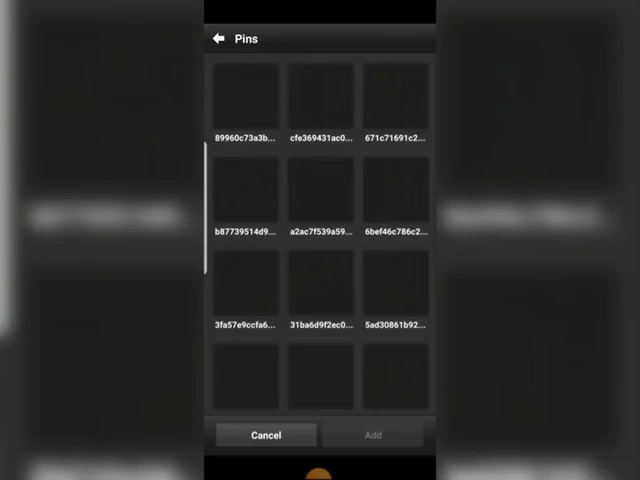 Pins
89960c73a3b... cfe369431ac0... 671c71691c2...
b87739514d9... a2ac7f539a59... 6bef46c786c2...
3fa57e9ccfa6... 31ba6d9f2ec0... 5ad30861b92...
Cancel Add